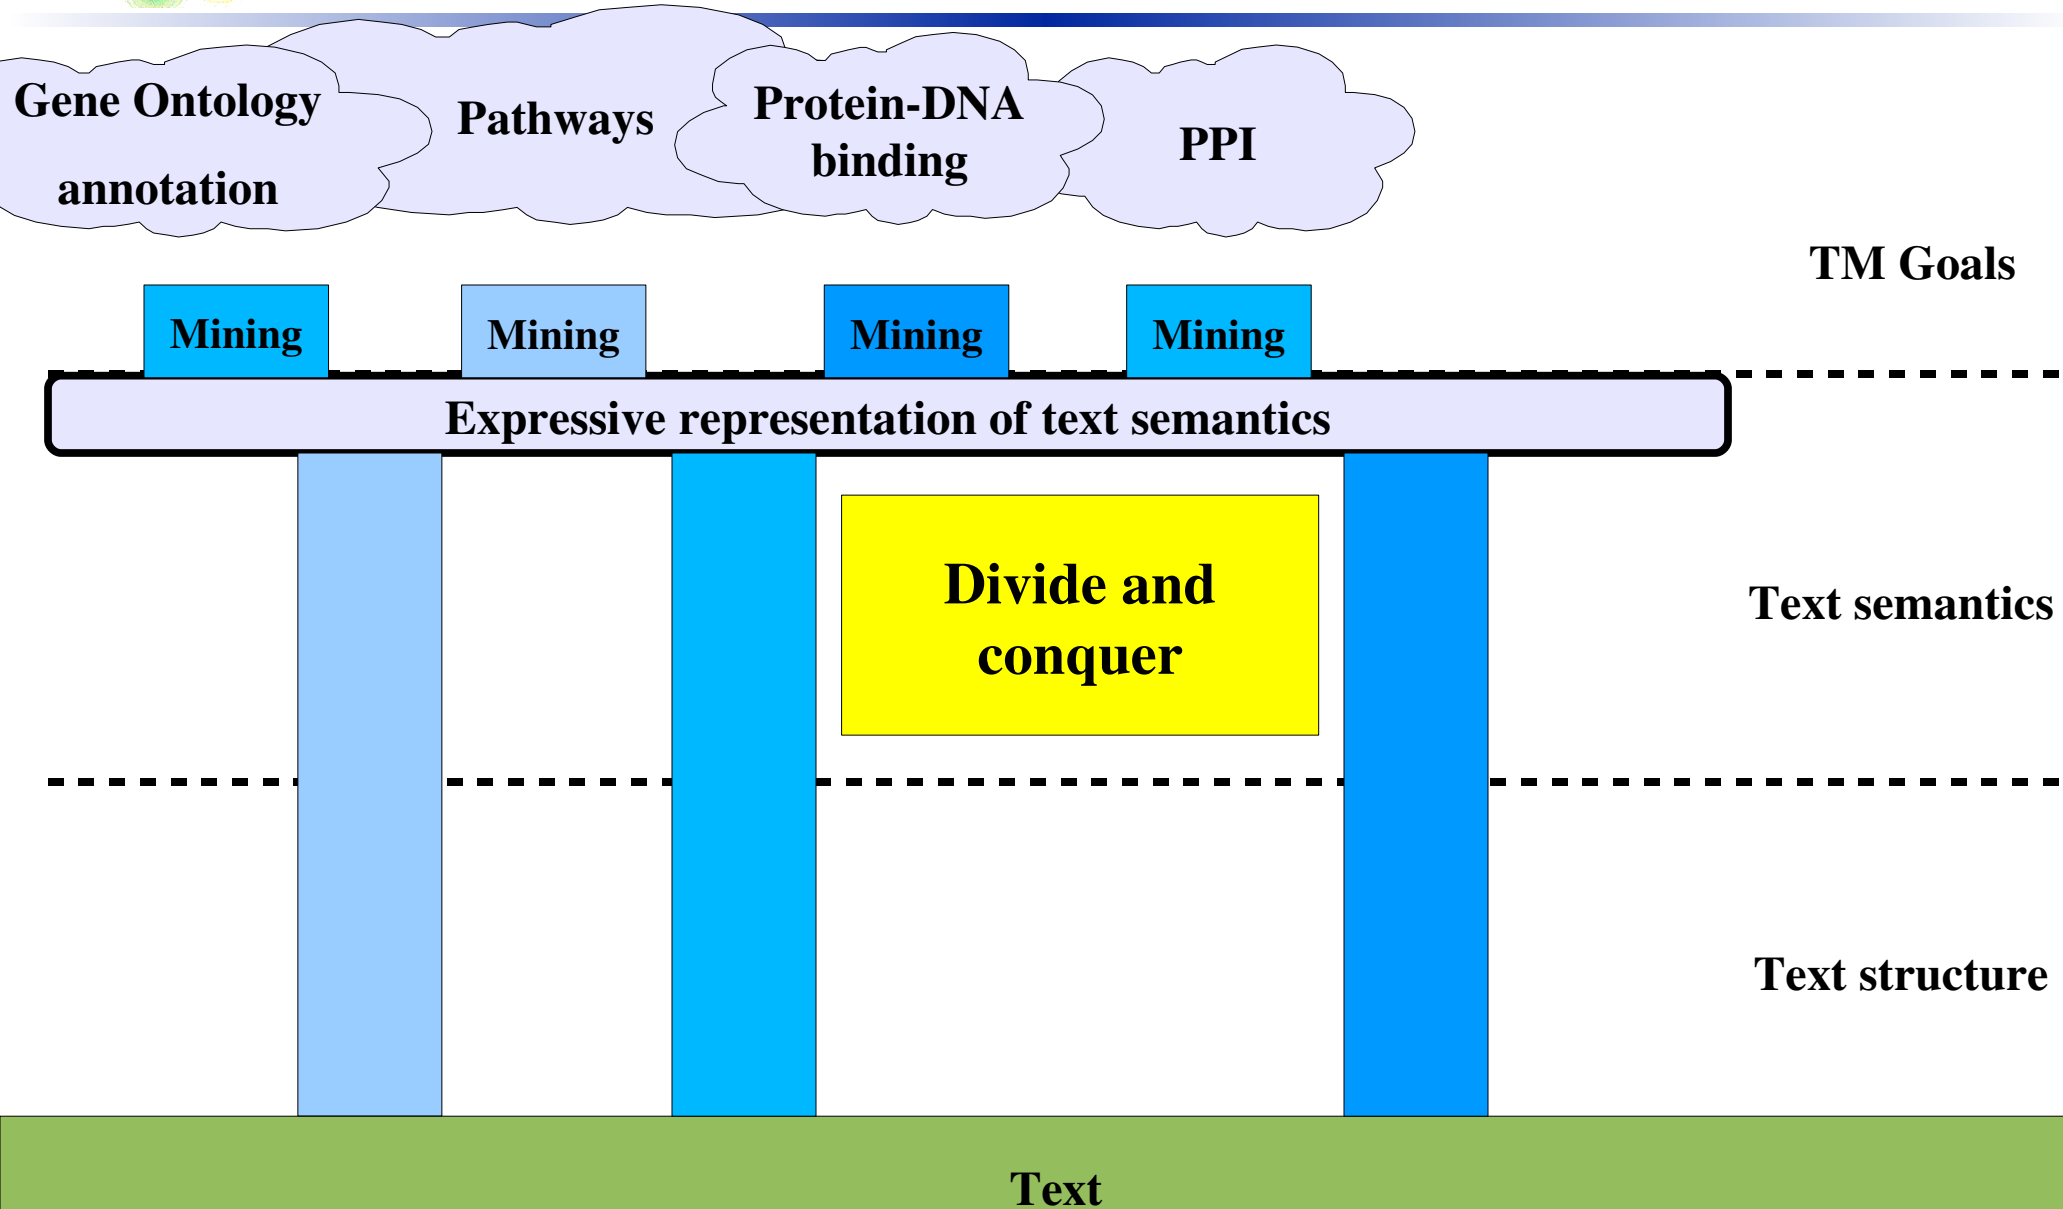 Gene Ontology
annotation
Pathways
Protein-DNA
binding
PPI
TM Goals
Mining
Mining
Mining
Mining
Expressive representation of text semantics
Divide and
conquer
Text semantics
Text structure
Text